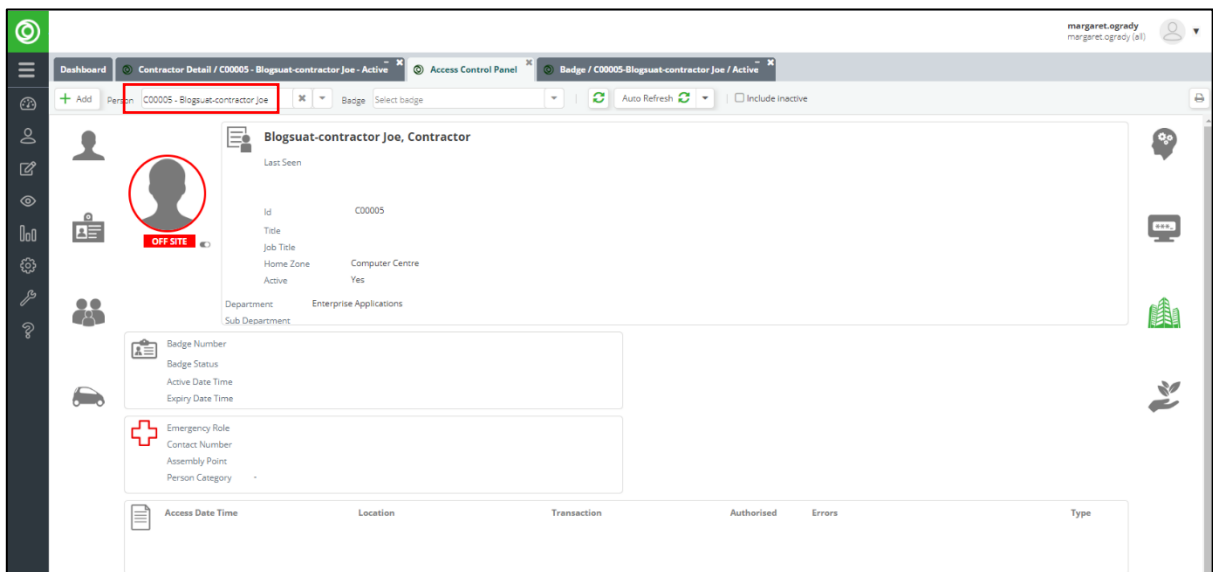 margaret.ogrady
margaret.ogrady (all)
Dashboard Contractor Detail / C00005 - Blogsuat-contractor Joe - Active Access Control Panel Badge / C00005-Blogsuat-contractor Joe / Active
+ Add Person C00005 - Blogsuat-contractor Joe Badge Select badge Auto Refresh Include inactive
Blogsuat-contractor Joe, Contractor
Last Seen
Id C00005
Title
OFF SITE
Job Title
Home Zone Computer Centre
Active Yes
Department Enterprise Applications
Sub Department
Badge Number
Badge Status
Active Date Time
Expiry Date Time
Emergency Role
Contact Number
Assembly Point
Person Category -
Access Date Time Location Transaction Authorised Errors Type